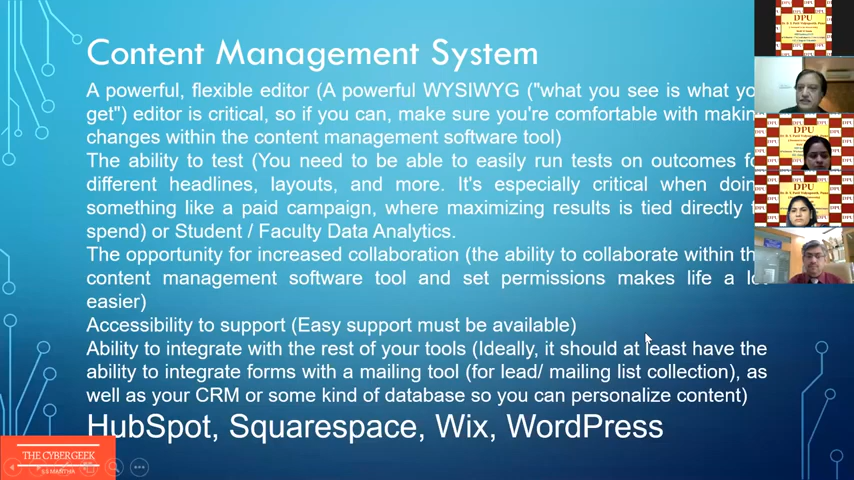 Content Management System
A powerful, flexible editor (A powerful WYSIWYG ("what you see is what yo
get") editor is critical, so if you can, make sure you're comfortable with makin
changes within the content management software tool)
The ability to test (You need to be able to easily run tests on outcomes f
different headlines, layouts, and more. It's especially critical when doin
something like a paid campaign, where maximizing results is tied directly
spend) or Student / Faculty Data Analytics.
The opportunity for increased collaboration (the ability to collaborate within th
content management software tool and set permissions makes life a lo
easier)
Accessibility to support (Easy support must be available)
Ability to integrate with the rest of your tools (Ideally, it should at least have the
ability to integrate forms with a mailing tool (for lead/ mailing list collection), as
well as your CRM or some kind of database so you can personalize content)
HubSpot, Squarespace, Wix, WordPress
THE CYBERGEEK
DPU
DPU
DPU